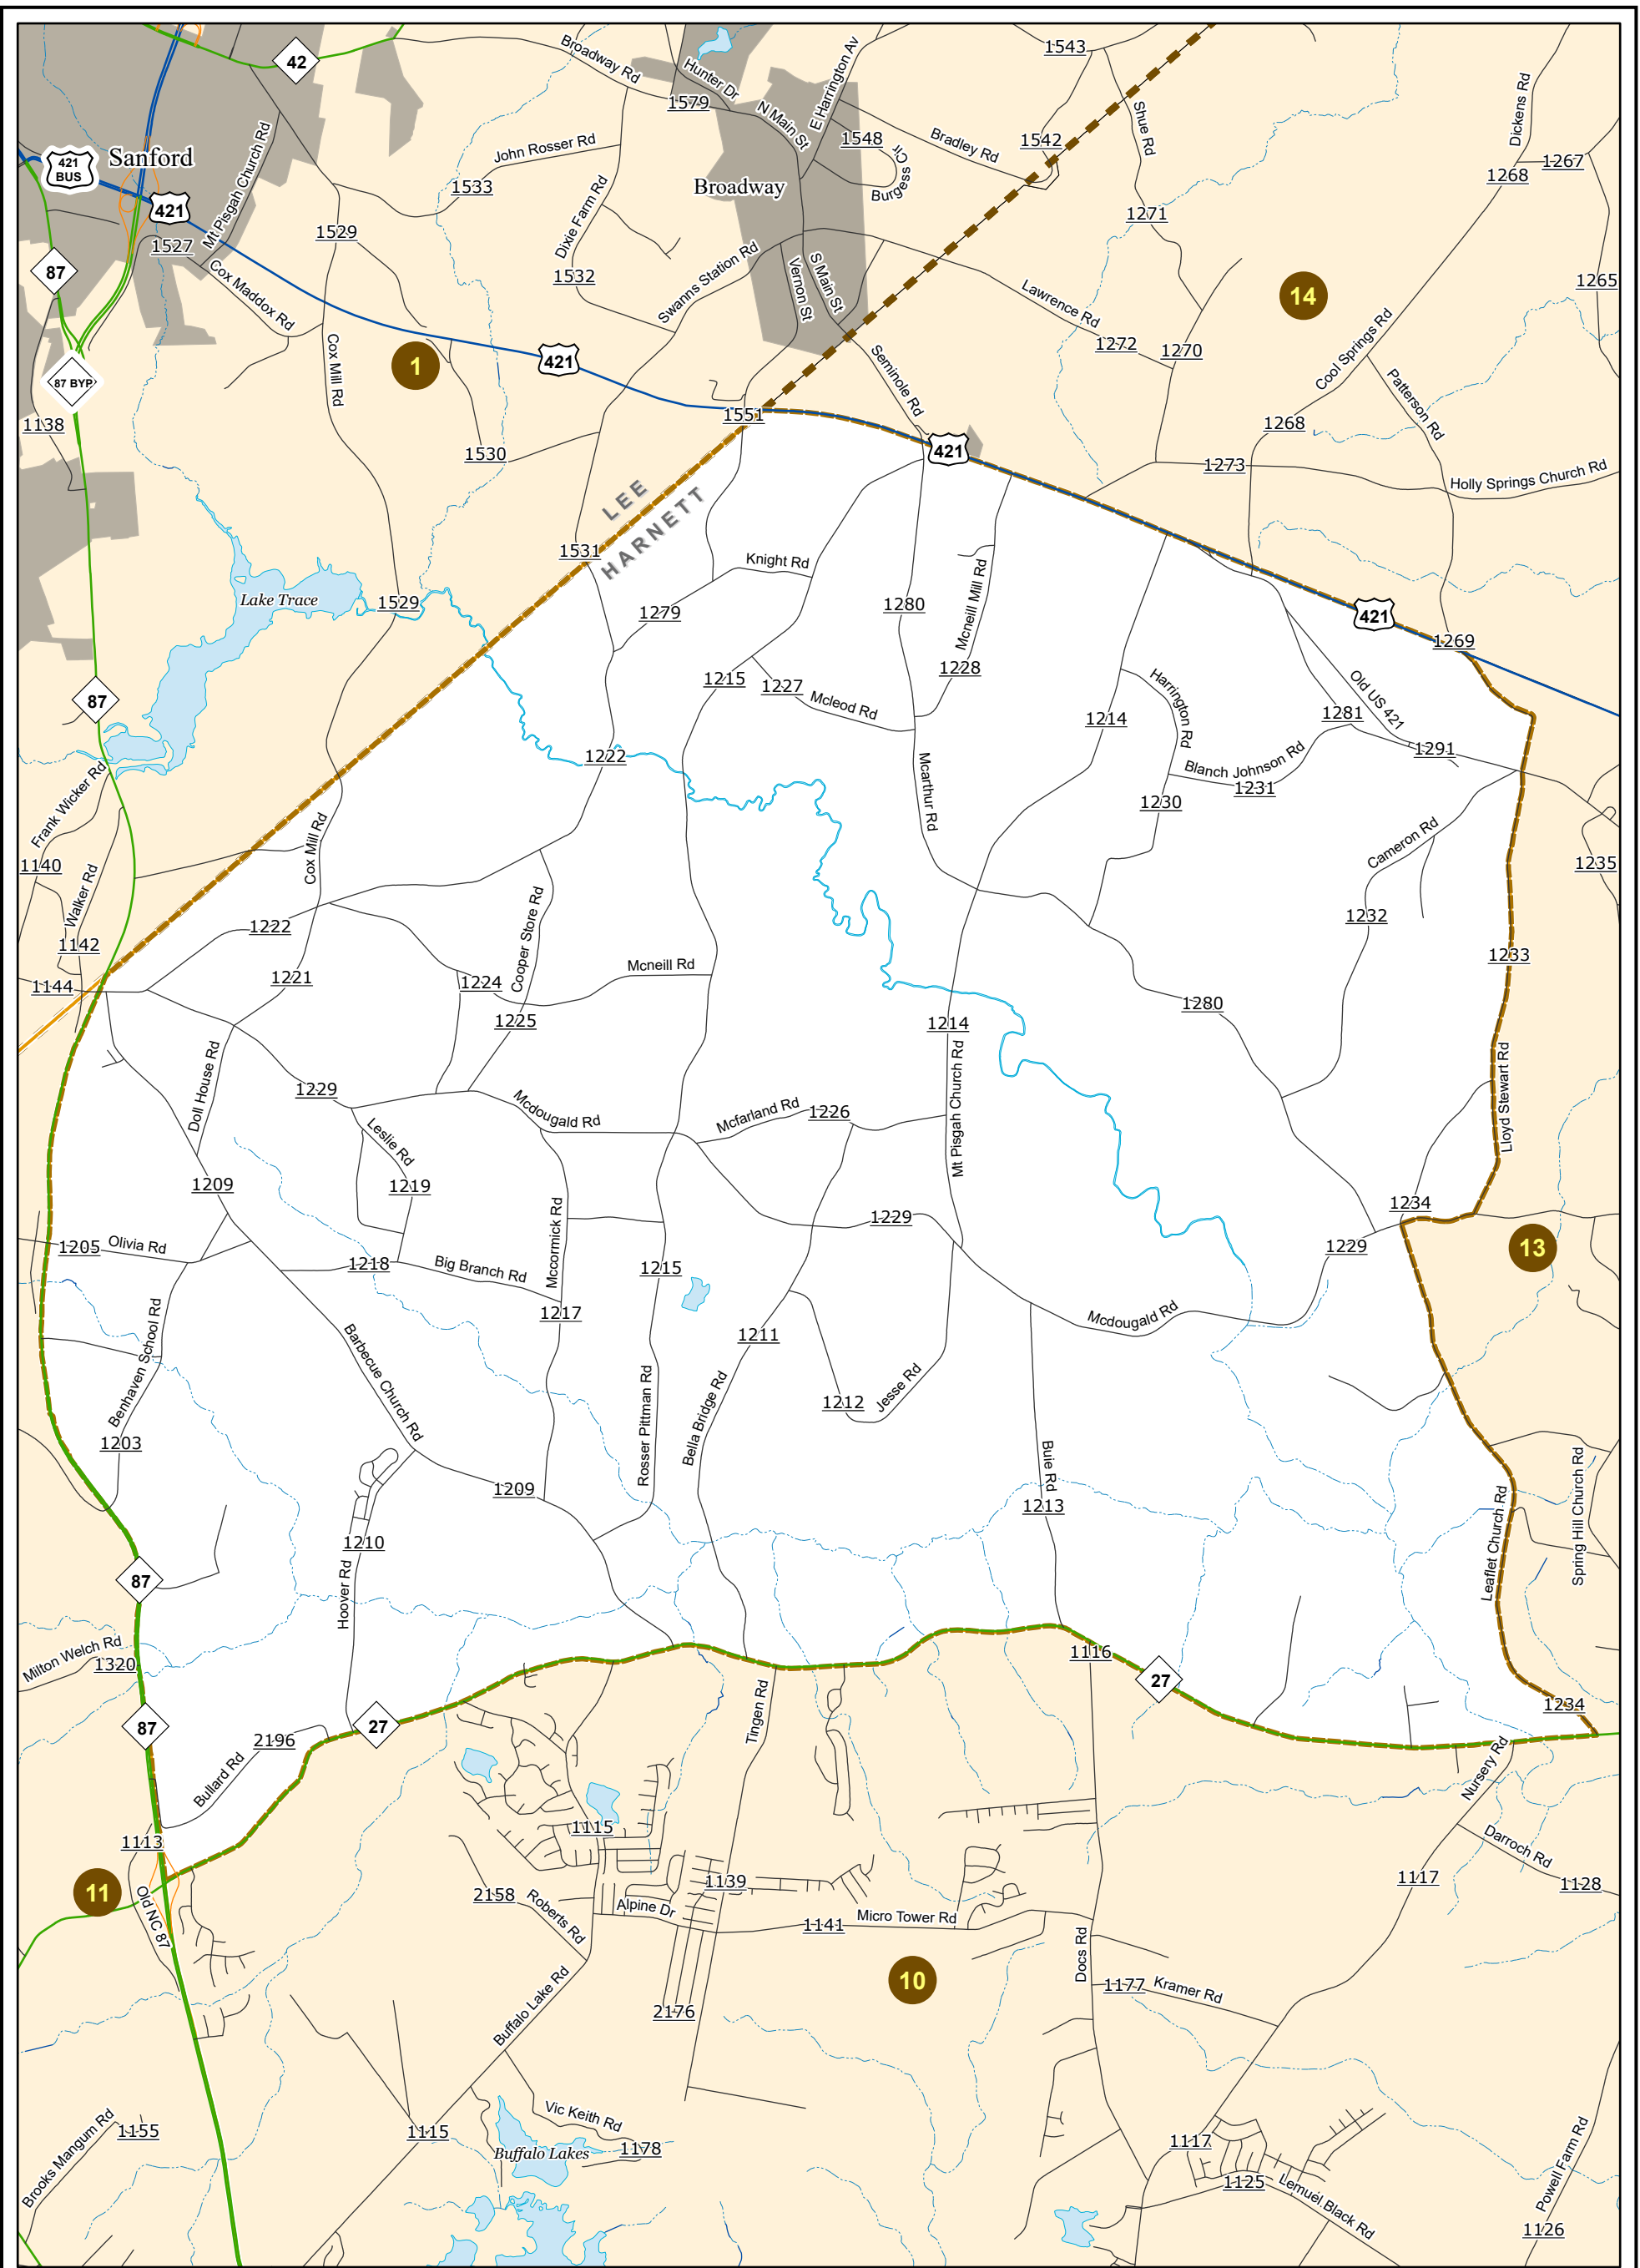 42
1543
Broadway Rd
Hunter Dr
1579
N Main St
E Harrington Av
Dickens Rd
Shue Rd
1548
Burgess Cir
Bradley Rd
1542
1267
1268
421 BUS
Sanford
Mt Pisgah Church Rd
John Rosser Rd
1533
Broadway
421
1271
1529
1527
Dixie Farm Rd
87
Cox Maddox Rd
1532
Swanns Station Rd
Vernon St
S Main St
Lawrence Rd
14
1265
1272
1270
Cool Springs Rd
Cox Mill Rd
1
421
Seminole Rd
Patterson Rd
87 BYP
1138
1551
1268
1530
421
1273
Holly Springs Church Rd
LEE
HARNETT
1531
Knight Rd
Lake Trace
1529
1279
1280
Mcneill Mill Rd
421
1269
1228
1215
1227
Mcleod Rd
87
Harrington Rd
Old US 421
1214
1281
1222
1291
Mcarthur Rd
Blanch Johnson Rd
1231
1230
Frank Wicker Rd
Cox Mill Rd
Cameron Rd
1140
1235
Walker Rd
1142
1222
Cooper Store Rd
1232
1233
Mcneill Rd
1144
1221
1224
1225
1280
1214
Doll House Rd
1229
Mcdougald Rd
Mcfarland Rd
1226
Mt Pisgah Church Rd
Lloyd Stewart Rd
Leslie Rd
1209
1219
1234
1229
Mccormick Rd
1205
Olivia Rd
1218
Big Branch Rd
1215
1229
13
1217
1211
Mcdougald Rd
Benhaven School Rd
Barbecue Church Rd
1212
Jesse Rd
Rosser Pittman Rd
Bella Bridge Rd
1203
Buie Rd
Spring Hill Church Rd
1209
1213
Leaflet Church Rd
1210
Hoover Rd
87
Milton Welch Rd
1320
1116
27
1234
87
27
2196
Tingen Rd
Bullard Rd
Nursery Rd
1113
1115
Darroch Rd
11
Old NC 87
2158
Roberts Rd
Alpine Dr
1139
1117
1128
1141
Micro Tower Rd
Docs Rd
10
1177
Kramer Rd
2176
Buffalo Lake Rd
Brooks Mangum Rd
1155
1115
Vic Keith Rd
Buffalo Lakes
1178
1117
1125
Lemuel Black Rd
Powell Farm Rd
1126